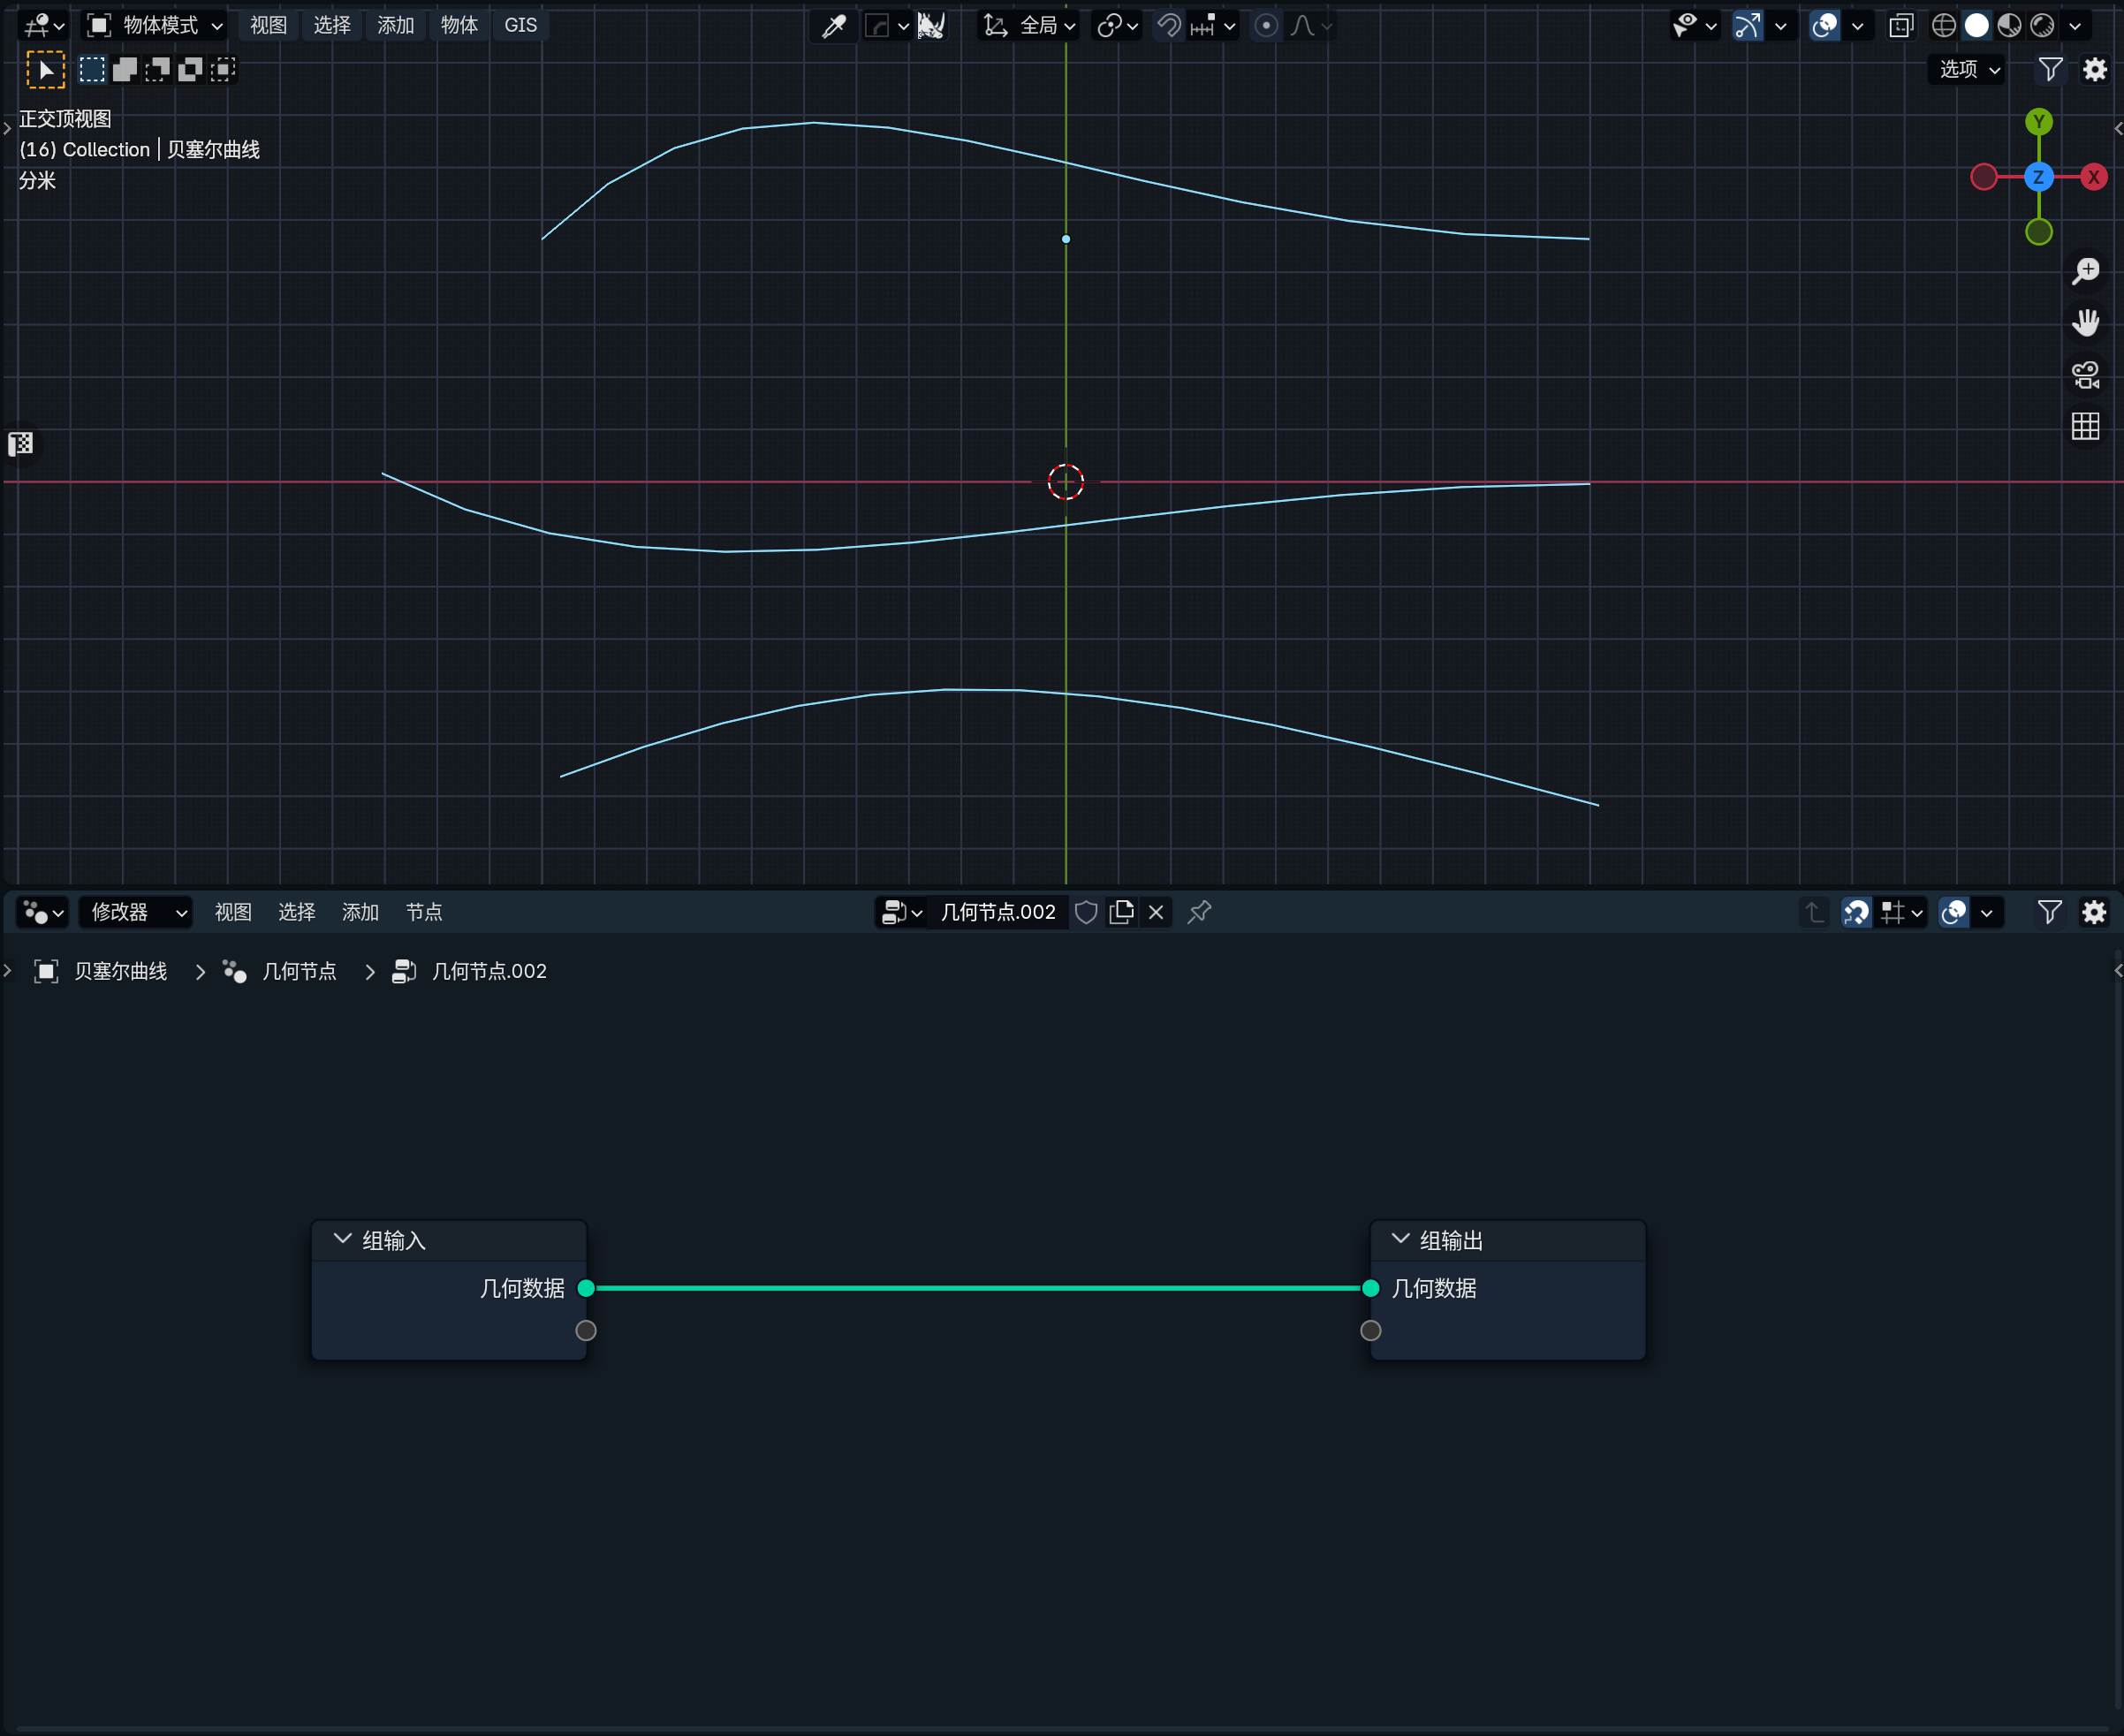 物体模式 视图 选择 添加 物体 GIS 全局
选项
正交顶视图
(16) Collection | 贝塞尔曲线
分米
Y
Z
X
修改器 视图 选择 添加 节点 几何节点.002
贝塞尔曲线 > 几何节点 > 几何节点.002
组输入
几何数据
组输出
几何数据